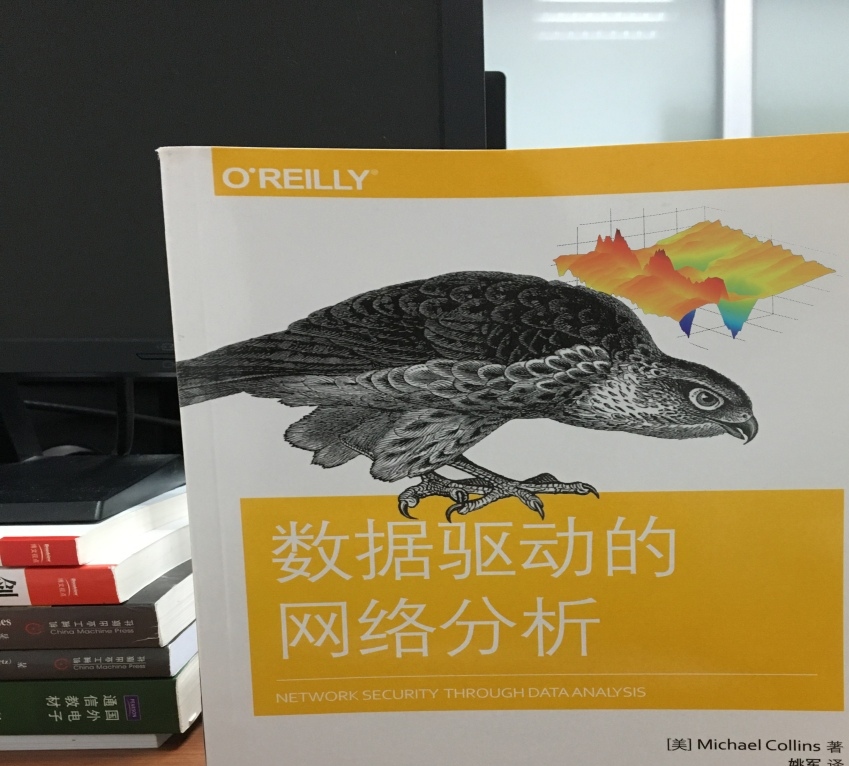 O'REILLY®
数据驱动的
网络分析
NETWORK SECURITY THROUGH DATA ANALYSIS
[美] Michael Collins 著
姚军 译
创
机械工业出版社
China Machine Press
机械工业出版社
China Machine Press
国外电子
通信教材
PEARSON